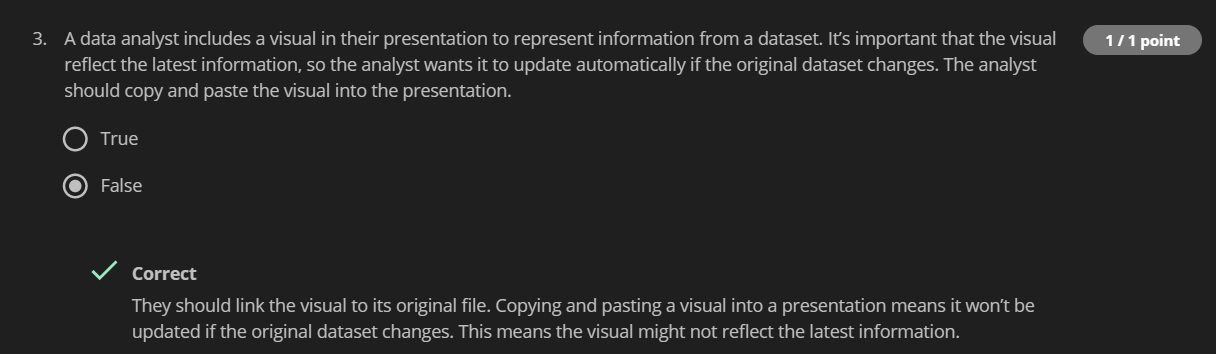 3. A data analyst includes a visual in their presentation to represent information from a dataset. It’s important that the visual
1 / 1 point
reflect the latest information, so the analyst wants it to update automatically if the original dataset changes. The analyst
should copy and paste the visual into the presentation.
True
False
Correct
They should link the visual to its original file. Copying and pasting a visual into a presentation means it won’t be
updated if the original dataset changes. This means the visual might not reflect the latest information.